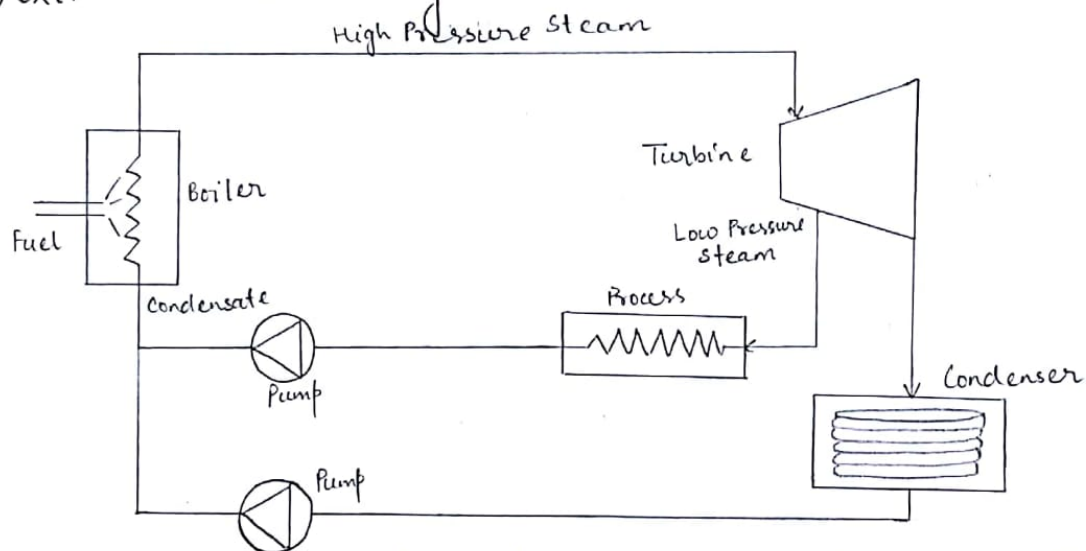 High Pressure Steam
Turbine
Boiler
Fuel
Low Pressure
Steam
Condensate
Process
Pump
Condenser
Pump